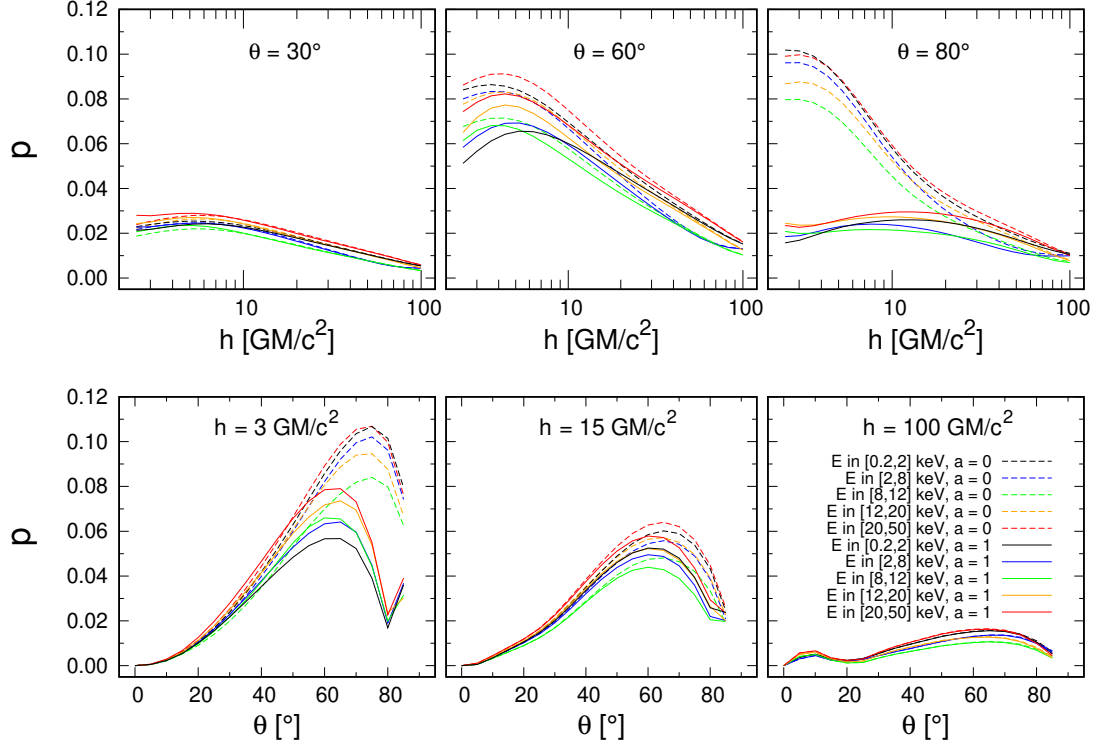 0.12
0.10
0.08
0.06
0.04
0.02
0.00
p
θ = 30°
θ = 60°
θ = 80°
10 100
10 100
10 100
h [GM/c²]
h [GM/c²]
h [GM/c²]
0.12
0.10
0.08
0.06
0.04
0.02
0.00
p
h = 3 GM/c²
h = 15 GM/c²
h = 100 GM/c²
E in [0.2,2] keV, a = 0
E in [2,8] keV, a = 0
E in [8,12] keV, a = 0
E in [12,20] keV, a = 0
E in [20,50] keV, a = 0
E in [0.2,2] keV, a = 1
E in [2,8] keV, a = 1
E in [8,12] keV, a = 1
E in [12,20] keV, a = 1
E in [20,50] keV, a = 1
0 20 40 60 80
0 20 40 60 80
0 20 40 60 80
θ [°]
θ [°]
θ [°]